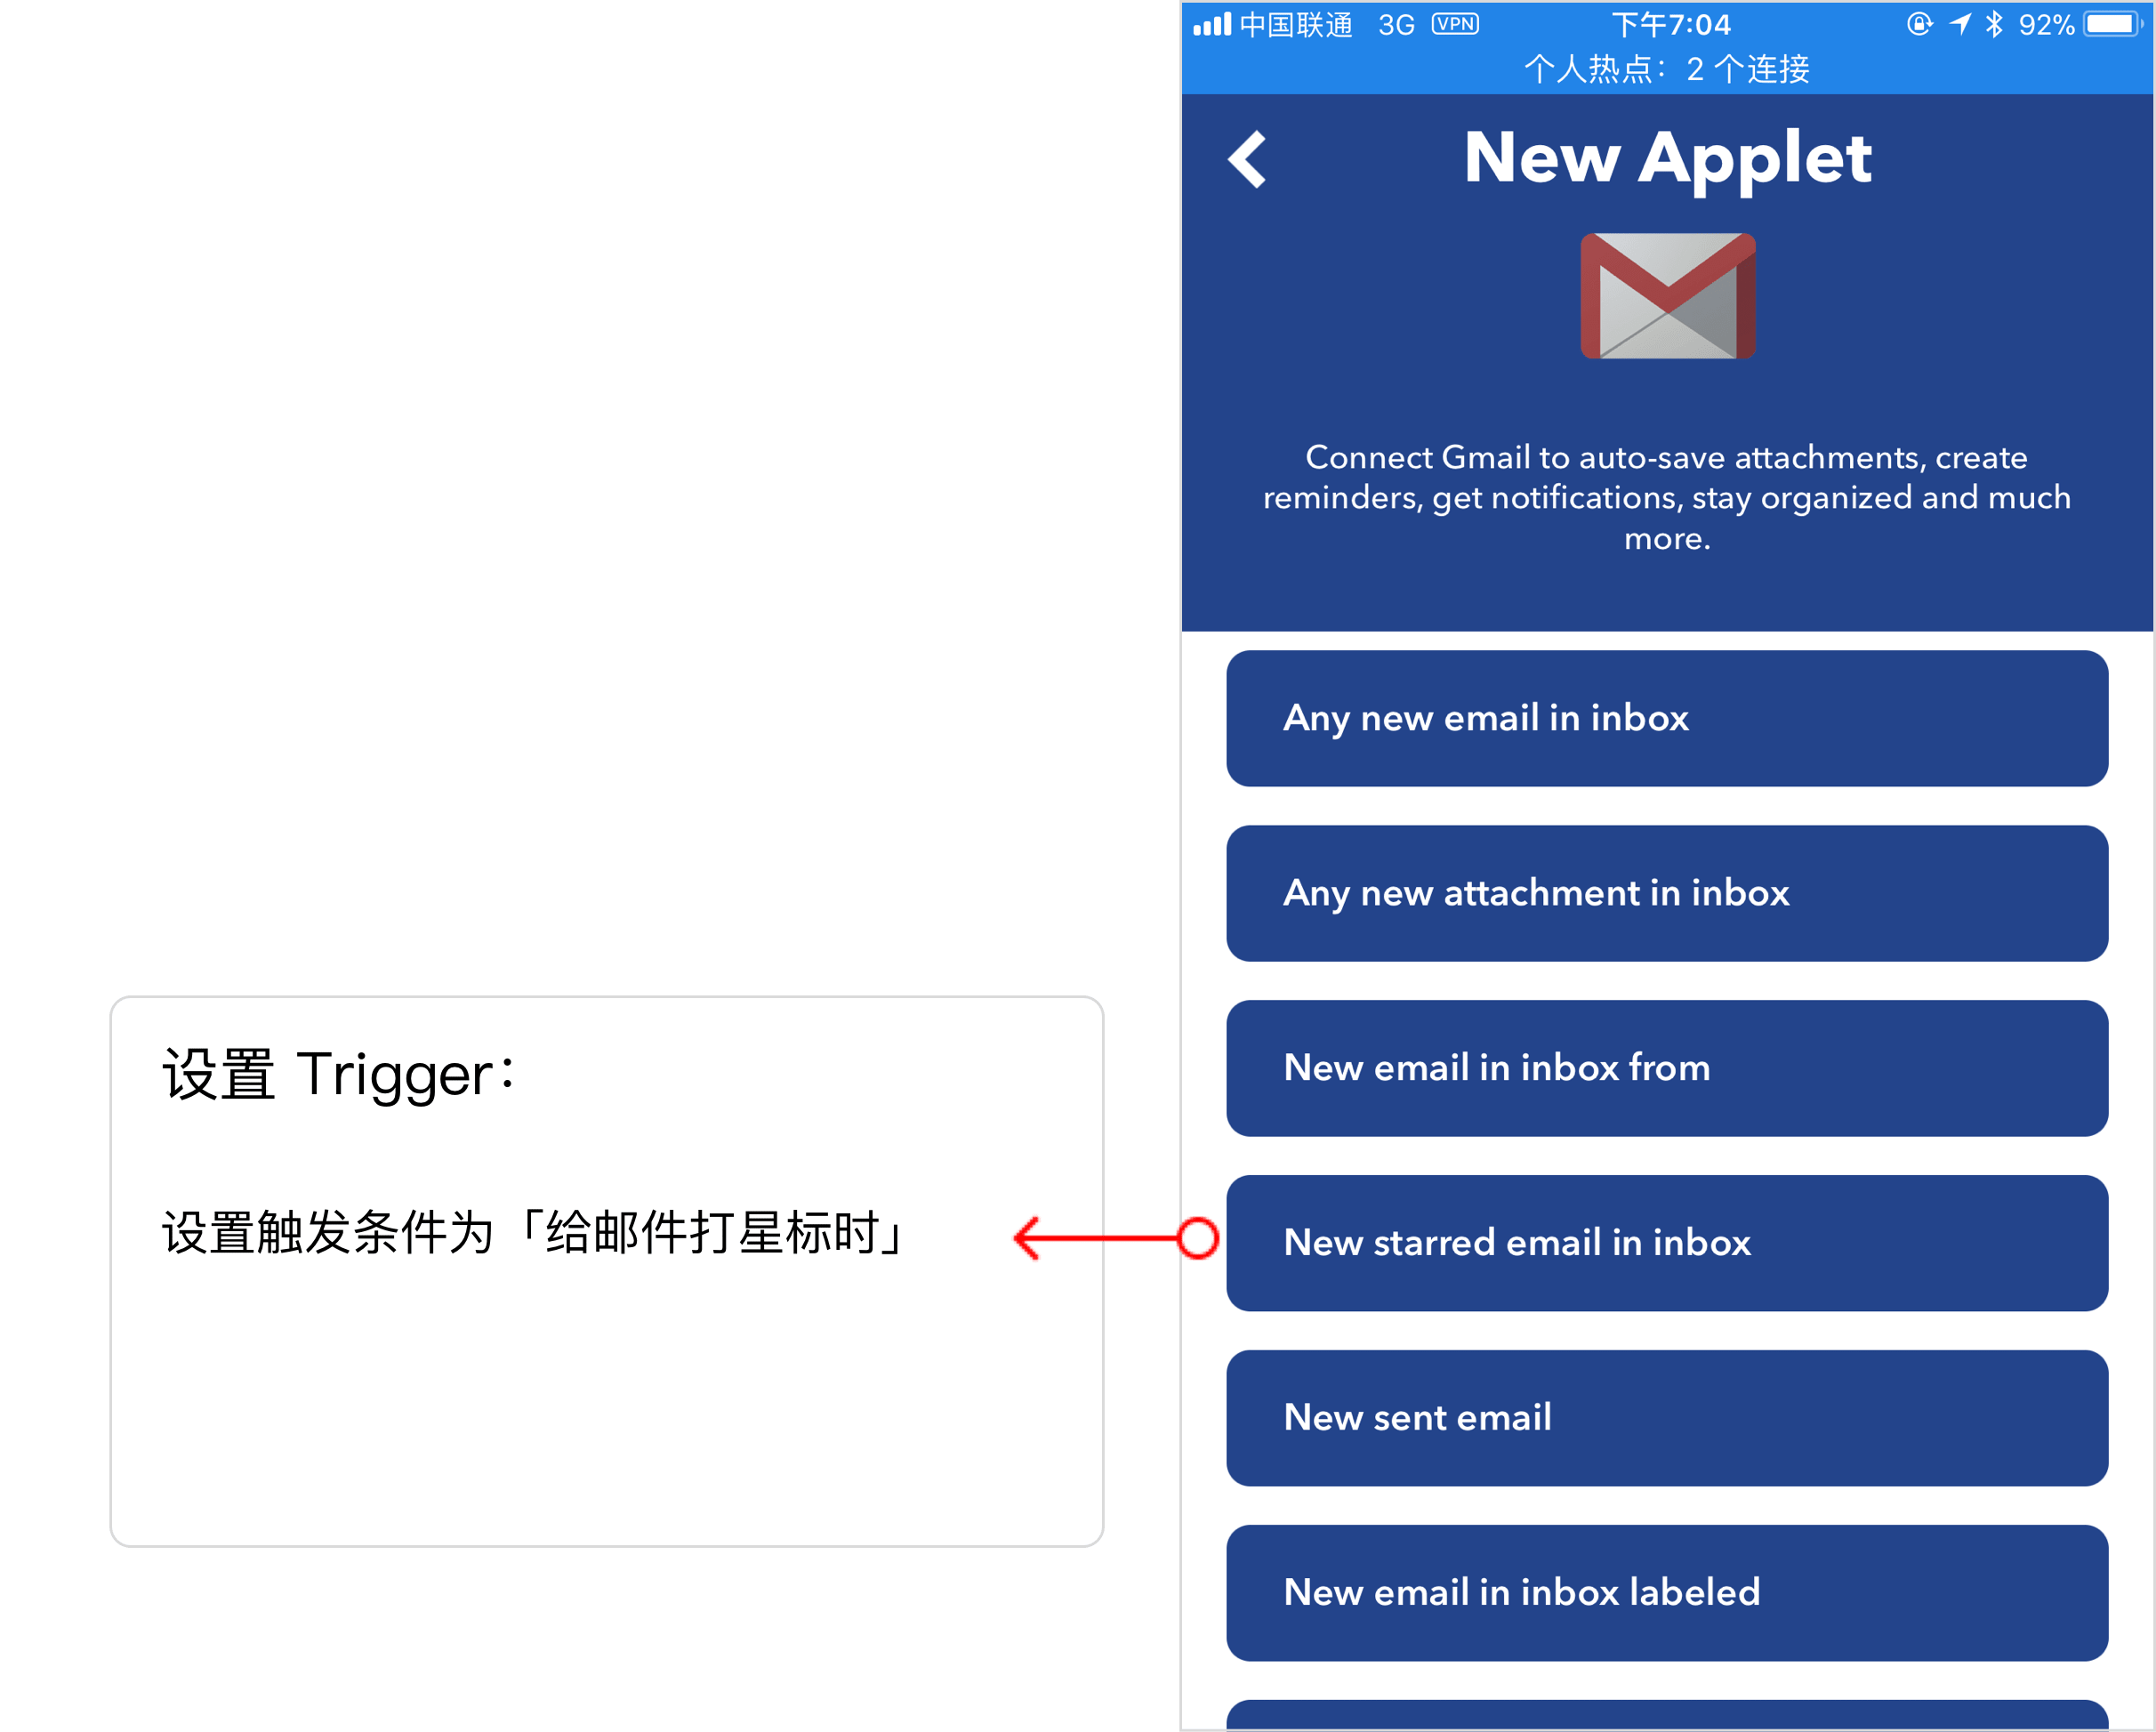 中国联通 3G VPN 下午7:04 92%
个人热点：2 个连接
New Applet
Connect Gmail to auto-save attachments, create
reminders, get notifications, stay organized and much
more.
Any new email in inbox
Any new attachment in inbox
New email in inbox from
New starred email in inbox
New sent email
New email in inbox labeled
设置 Trigger：
设置触发条件为「给邮件打星标时」